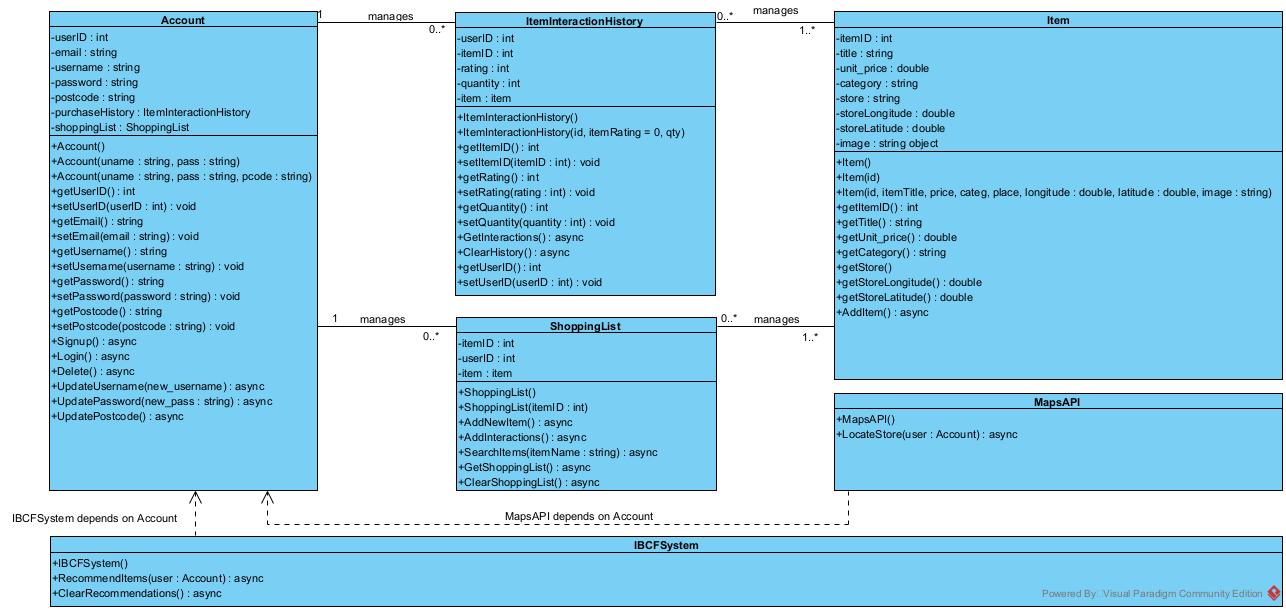 Account
-userID : int
-email : string
-username : string
-password : string
-postcode : string
-purchaseHistory : ItemInteractionHistory
-shoppingList : ShoppingList
+Account()
+Account(uname : string, pass : string)
+Account(uname : string, pass : string, pcode : string)
+getUserID() : int
+setUserID(userID : int) : void
+getEmail() : string
+setEmail(email : string) : void
+getUsername() : string
+setUsername(username : string) : void
+getPassword() : string
+setPassword(password : string) : void
+getPostcode() : string
+setPostcode(postcode : string) : void
+Signup() : async
+Login() : async
+Delete() : async
+UpdateUsername(new_username) : async
+UpdatePassword(new_pass : string) : async
+UpdatePostcode() : async
1
manages
0..*
ItemInteractionHistory
-userID : int
-itemID : int
-rating : int
-quantity : int
-item : item
+ItemInteractionHistory()
+ItemInteractionHistory(id, itemRating = 0, qty)
+getItemID() : int
+setItemID(itemID : int) : void
+getRating() : int
+setRating(rating : int) : void
+getQuantity() : int
+setQuantity(quantity : int) : void
+GetInteractions() : async
+ClearHistory() : async
+getUserID() : int
+setUserID(userID : int) : void
0..*
manages
1..*
Item
-itemID : int
-title : string
-unit_price : double
-category : string
-store : string
-storeLongitude : double
-storeLatitude : double
-image : string object
+Item()
+Item(id)
+Item(id, itemTitle, price, categ, place, longitude : double, latitude : double, image : string)
+getItemID() : int
+getTitle() : string
+getUnit_price() : double
+getCategory() : string
+getStore()
+getStoreLongitude() : double
+getStoreLatitude() : double
+AddItem() : async
1
manages
0..*
ShoppingList
-itemID : int
-userID : int
-item : item
+ShoppingList()
+ShoppingList(itemID : int)
+AddNewItem() : async
+AddInteractions() : async
+SearchItems(itemName : string) : async
+GetShoppingList() : async
+ClearShoppingList() : async
0..*
manages
1..*
MapsAPI
+MapsAPI()
+LocateStore(user : Account) : async
IBCFSystem depends on Account
MapsAPI depends on Account
IBCFSystem
+IBCFSystem()
+RecommendItems(user : Account) : async
+ClearRecommendations() : async
Powered By: Visual Paradigm Community Edition